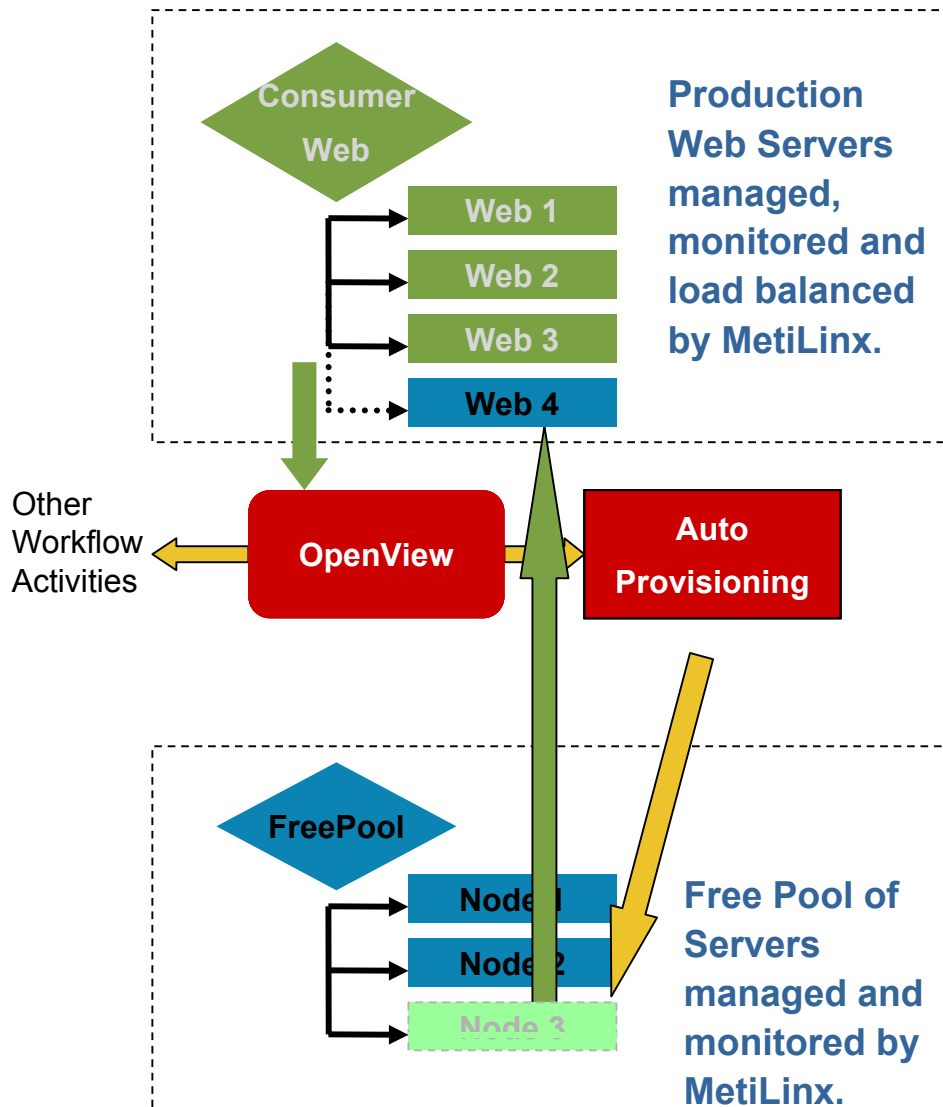 Consumer
Web
Production
Web Servers
managed,
monitored and
load balanced
by MetiLinx.
Web 1
Web 2
Web 3
Web 4
Other
Workflow
Activities
OpenView
Auto
Provisioning
FreePool
Node 1
Node 2
Node 3
Free Pool of
Servers
managed and
monitored by
MetiLinx.